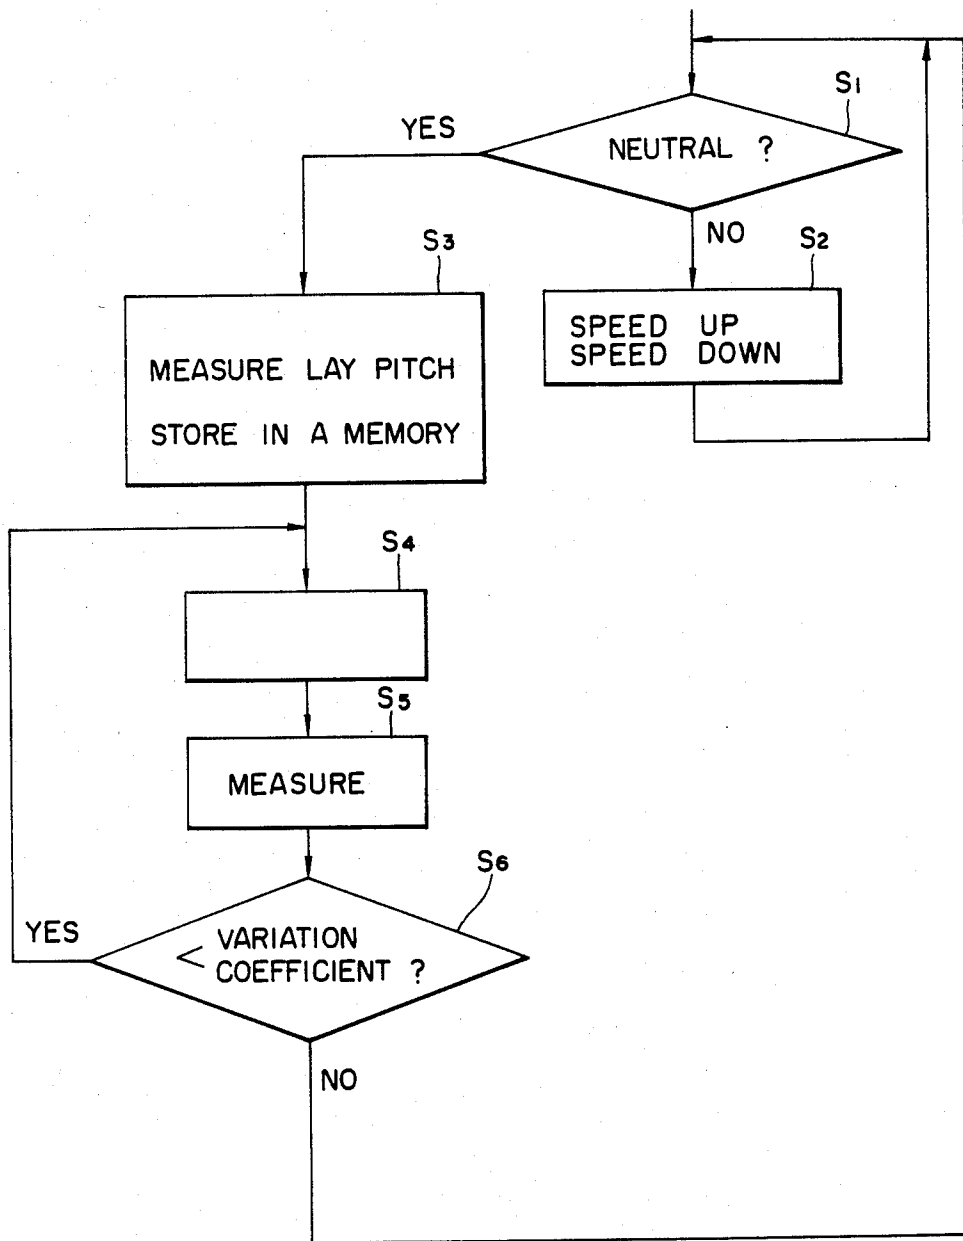 S1
YES
NEUTRAL ?
NO
S2
S3
SPEED UP
SPEED DOWN
MEASURE LAY PITCH
STORE IN A MEMORY
S4
S5
MEASURE
S6
YES
< VARIATION
COEFFICIENT ?
NO